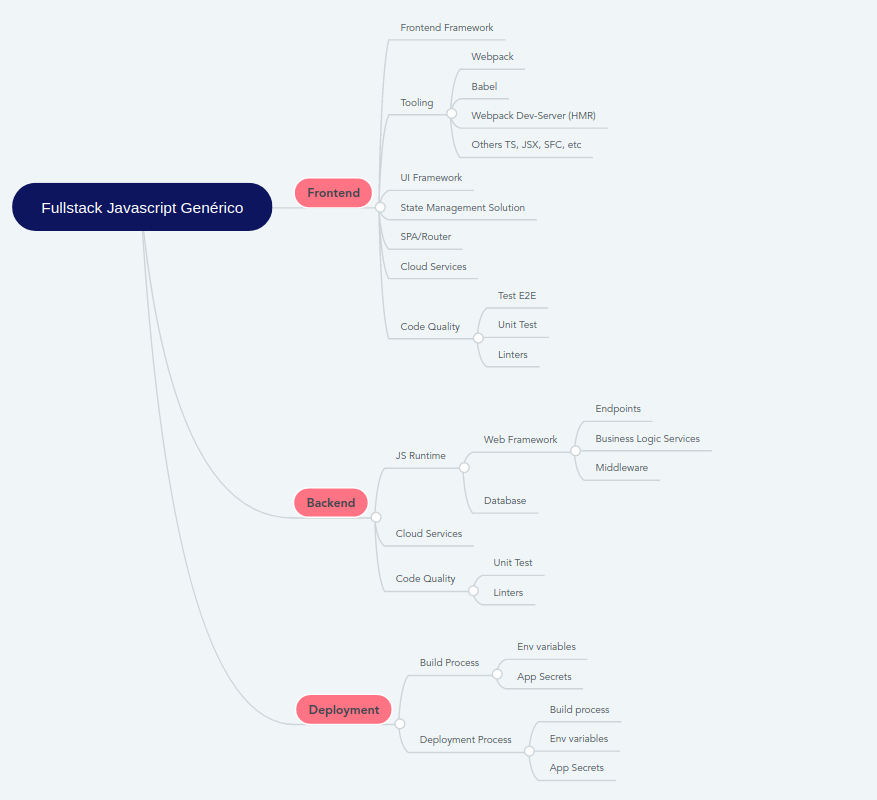 Fullstack Javascript Genérico
Frontend
Frontend Framework
Tooling
Webpack
Babel
Webpack Dev-Server (HMR)
Others TS, JSX, SFC, etc
UI Framework
State Management Solution
SPA/Router
Cloud Services
Code Quality
Test E2E
Unit Test
Linters
Backend
JS Runtime
Web Framework
Endpoints
Business Logic Services
Middleware
Database
Cloud Services
Code Quality
Unit Test
Linters
Deployment
Build Process
Env variables
App Secrets
Deployment Process
Build process
Env variables
App Secrets